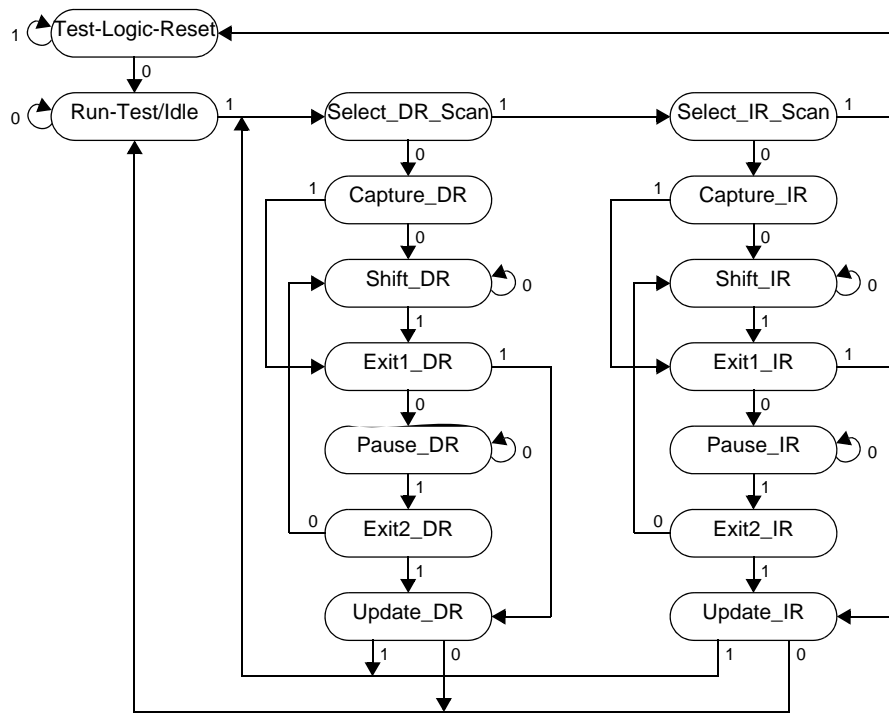 Test-Logic-Reset
1
0
Run-Test/Idle
0
1
Select_DR_Scan
1
Select_IR_Scan
1
0
0
1
Capture_DR
1
Capture_IR
0
0
Shift_DR
0
Shift_IR
0
1
1
Exit1_DR
1
Exit1_IR
1
0
0
Pause_DR
0
Pause_IR
0
1
1
0
Exit2_DR
0
Exit2_IR
1
1
Update_DR
Update_IR
1
0
1
0